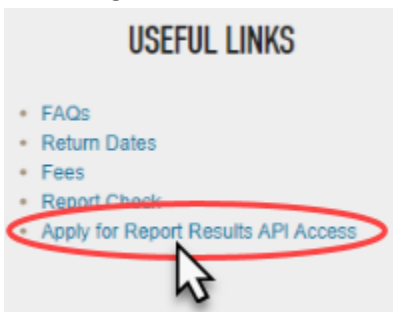 USEFUL LINKS
FAQs
Return Dates
Fees
Report Check
Apply for Report Results API Access